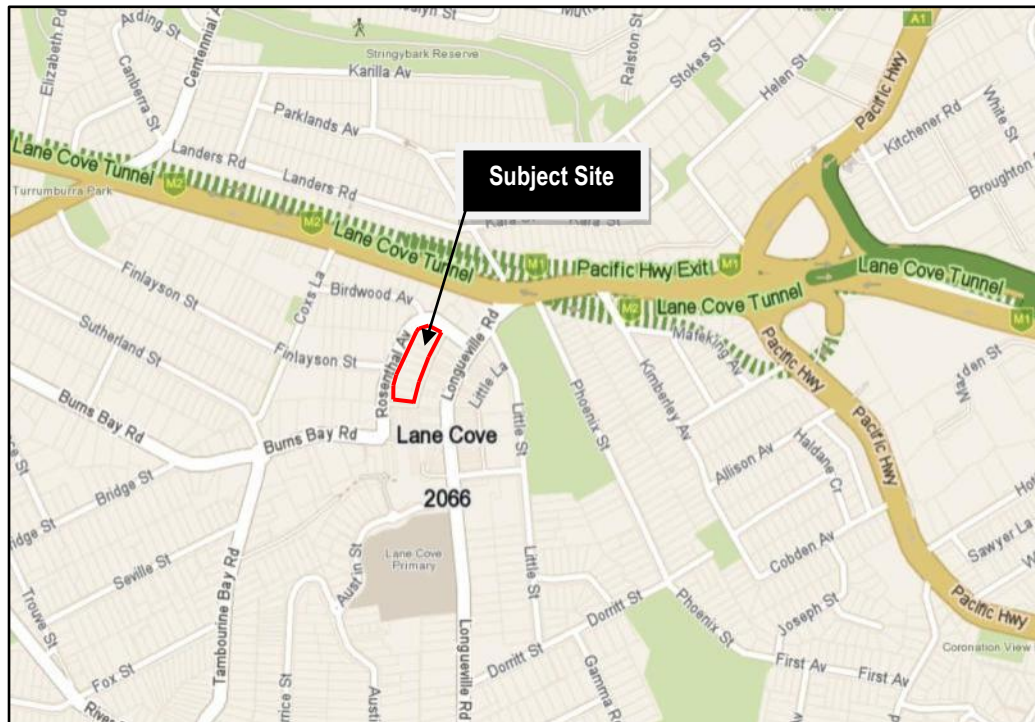 Arding St
Elizabeth Pd
Centennial A
Canberra St
Stringybark Reserve
Karilla Av
Ralston St
Stokes St
Helen St
A1
Pacific Hwy
Kitchener Rd
White St
Broughton
Parklands Av
Landers Rd
Landers Rd
Lane Cove Tunnel
M2
Turrumburra Park
Subject Site
M2
Lane Cove Tunnel
M1
Pacific Hwy Exit
M1
Lane Cove Tunnel
M2
Lane Cove Tunnel
M1
Birdwood Av
Coxs La
Finlayson St
Sutherland St
Finlayson St
Rosenthal Av
Longueville Rd
Little La
Little St
Phoenix St
Kimberley Av
Mafeking Av
Pacific Hwy
Burns Bay Rd
Burns Bay Rd
Lane Cove
2066
Bridge St
Seville St
Austin St
Lane Cove
Primary
Allison Av
Haldane Cr
Pacific Hwy
Cobden Av
Sawyer La
Little St
Dorritt St
Dorritt St
Phoenix St
Joseph St
First Av
First Av
Pacific Hwy
Coronation View
Trouve St
Fox St
Tambourine Bay Rd
Longueville Rd
Gamma Rd